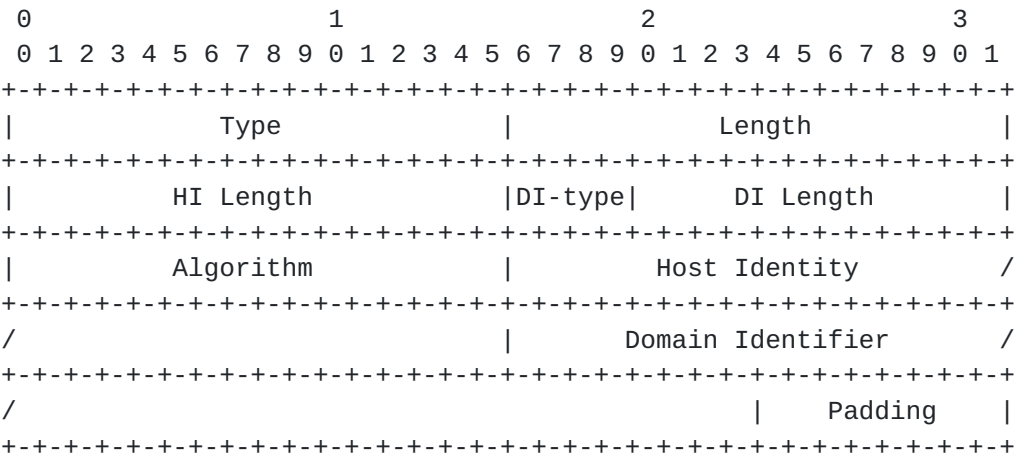 0                   1                   2                   3
 0 1 2 3 4 5 6 7 8 9 0 1 2 3 4 5 6 7 8 9 0 1 2 3 4 5 6 7 8 9 0 1
+-+-+-+-+-+-+-+-+-+-+-+-+-+-+-+-+-+-+-+-+-+-+-+-+-+-+-+-+-+-+-+-+
|             Type              |             Length            |
+-+-+-+-+-+-+-+-+-+-+-+-+-+-+-+-+-+-+-+-+-+-+-+-+-+-+-+-+-+-+-+-+
|          HI Length            |DI-type|      DI Length        |
+-+-+-+-+-+-+-+-+-+-+-+-+-+-+-+-+-+-+-+-+-+-+-+-+-+-+-+-+-+-+-+-+
|          Algorithm            |         Host Identity         /
+-+-+-+-+-+-+-+-+-+-+-+-+-+-+-+-+-+-+-+-+-+-+-+-+-+-+-+-+-+-+-+-+
/                               |       Domain Identifier       /
+-+-+-+-+-+-+-+-+-+-+-+-+-+-+-+-+-+-+-+-+-+-+-+-+-+-+-+-+-+-+-+-+
/                                               |    Padding    |
+-+-+-+-+-+-+-+-+-+-+-+-+-+-+-+-+-+-+-+-+-+-+-+-+-+-+-+-+-+-+-+-+